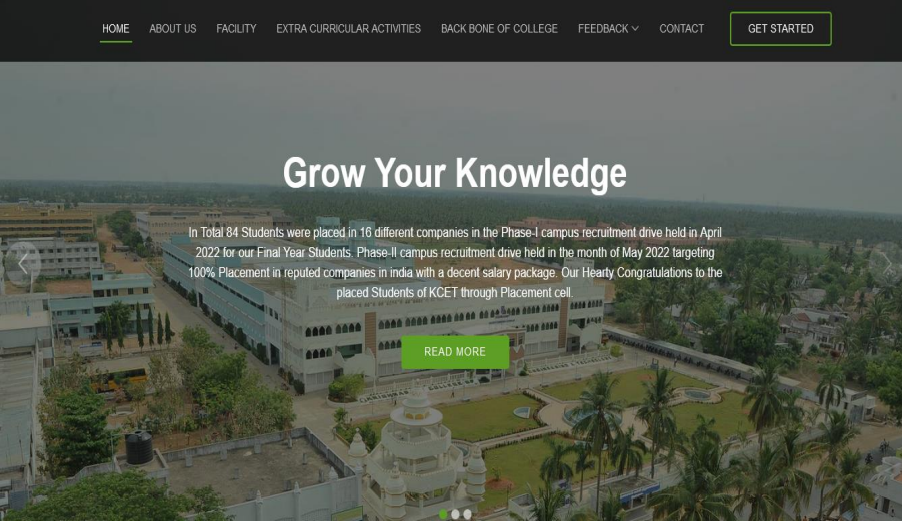 HOME ABOUT US FACILITY EXTRA CURRICULAR ACTIVITIES BACK BONE OF COLLEGE FEEDBACK CONTACT GET STARTED
Grow Your Knowledge
In Total 84 Students were placed in 16 different companies in the Phase-I campus recruitment drive held in April
2022 for our Final Year Students. Phase-II campus recruitment drive held in the month of May 2022 targeting
100% Placement in reputed companies in india with a decent salary package. Our Hearty Congratulations to the
placed Students of KCET through Placement cell.
READ MORE